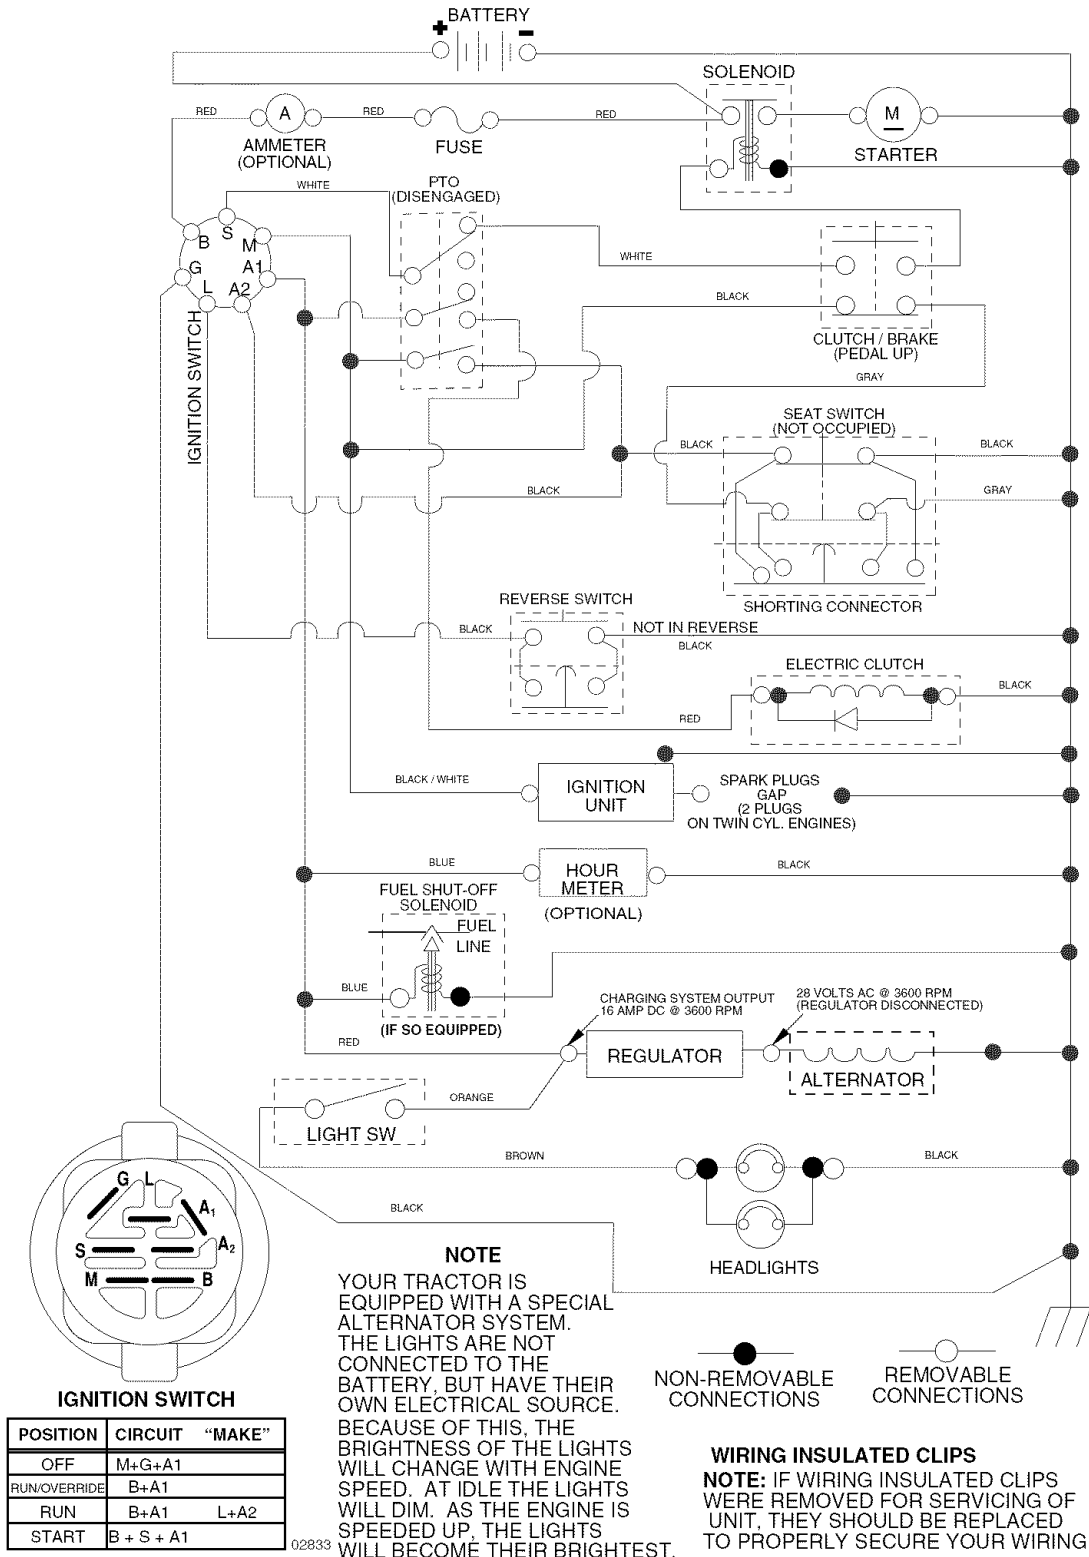 BATTERY
+
-
SOLENOID
RED
A
RED
RED
M
AMMETER
(OPTIONAL)
FUSE
STARTER
WHITE
PTO
(DISENGAGED)
B
S
M
G
A1
L
A2
IGNITION SWITCH
WHITE
BLACK
CLUTCH / BRAKE
(PEDAL UP)
GRAY
SEAT SWITCH
(NOT OCCUPIED)
BLACK
BLACK
BLACK
GRAY
SHORTING CONNECTOR
REVERSE SWITCH
BLACK
NOT IN REVERSE
BLACK
ELECTRIC CLUTCH
BLACK
RED
BLACK / WHITE
IGNITION
UNIT
SPARK PLUGS
GAP
(2 PLUGS
ON TWIN CYL. ENGINES)
BLUE
HOUR
METER
(OPTIONAL)
BLACK
FUEL SHUT-OFF
SOLENOID
FUEL
LINE
BLUE
(IF SO EQUIPPED)
CHARGING SYSTEM OUTPUT
16 AMP DC @ 3600 RPM
28 VOLTS AC @ 3600 RPM
(REGULATOR DISCONNECTED)
RED
REGULATOR
ALTERNATOR
ORANGE
LIGHT SW
BROWN
BLACK
BLACK
HEADLIGHTS
G L
A1
A2
S
M
B
IGNITION SWITCH
POSITION CIRCUIT "MAKE"
OFF M+G+A1
RUN/OVERRIDE B+A1
RUN B+A1 L+A2
START B + S + A1
02833
NOTE
YOUR TRACTOR IS
EQUIPPED WITH A SPECIAL
ALTERNATOR SYSTEM.
THE LIGHTS ARE NOT
CONNECTED TO THE
BATTERY, BUT HAVE THEIR
OWN ELECTRICAL SOURCE.
BECAUSE OF THIS, THE
BRIGHTNESS OF THE LIGHTS
WILL CHANGE WITH ENGINE
SPEED. AT IDLE THE LIGHTS
WILL DIM. AS THE ENGINE IS
SPEEDED UP, THE LIGHTS
WILL BECOME THEIR BRIGHTEST.
NON-REMOVABLE
CONNECTIONS
REMOVABLE
CONNECTIONS
WIRING INSULATED CLIPS
NOTE: IF WIRING INSULATED CLIPS
WERE REMOVED FOR SERVICING OF
UNIT, THEY SHOULD BE REPLACED
TO PROPERLY SECURE YOUR WIRING